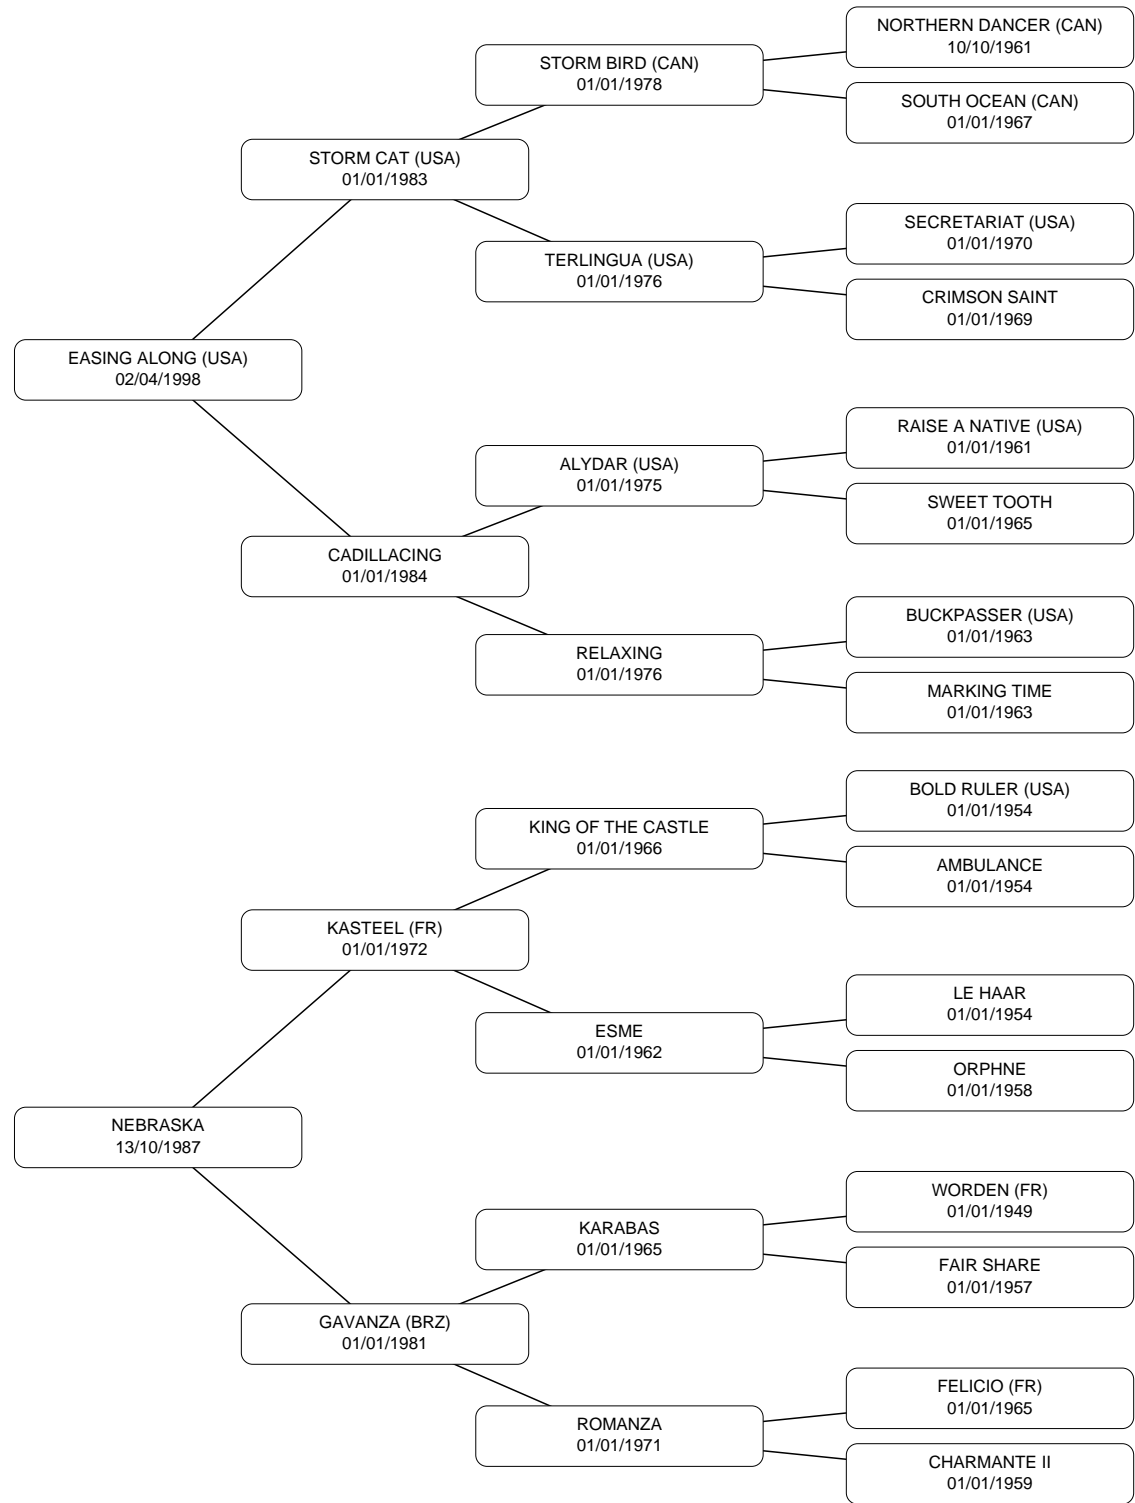 NORTHERN DANCER (CAN)
10/10/1961
STORM BIRD (CAN)
01/01/1978
SOUTH OCEAN (CAN)
01/01/1967
STORM CAT (USA)
01/01/1983
SECRETARIAT (USA)
01/01/1970
TERLINGUA (USA)
01/01/1976
CRIMSON SAINT
01/01/1969
EASING ALONG (USA)
02/04/1998
RAISE A NATIVE (USA)
01/01/1961
ALYDAR (USA)
01/01/1975
SWEET TOOTH
01/01/1965
CADILLACING
01/01/1984
BUCKPASSER (USA)
01/01/1963
RELAXING
01/01/1976
MARKING TIME
01/01/1963
BOLD RULER (USA)
01/01/1954
KING OF THE CASTLE
01/01/1966
AMBULANCE
01/01/1954
KASTEEL (FR)
01/01/1972
LE HAAR
01/01/1954
ESME
01/01/1962
ORPHNE
01/01/1958
NEBRASKA
13/10/1987
WORDEN (FR)
01/01/1949
KARABAS
01/01/1965
FAIR SHARE
01/01/1957
GAVANZA (BRZ)
01/01/1981
FELICIO (FR)
01/01/1965
ROMANZA
01/01/1971
CHARMANTE II
01/01/1959